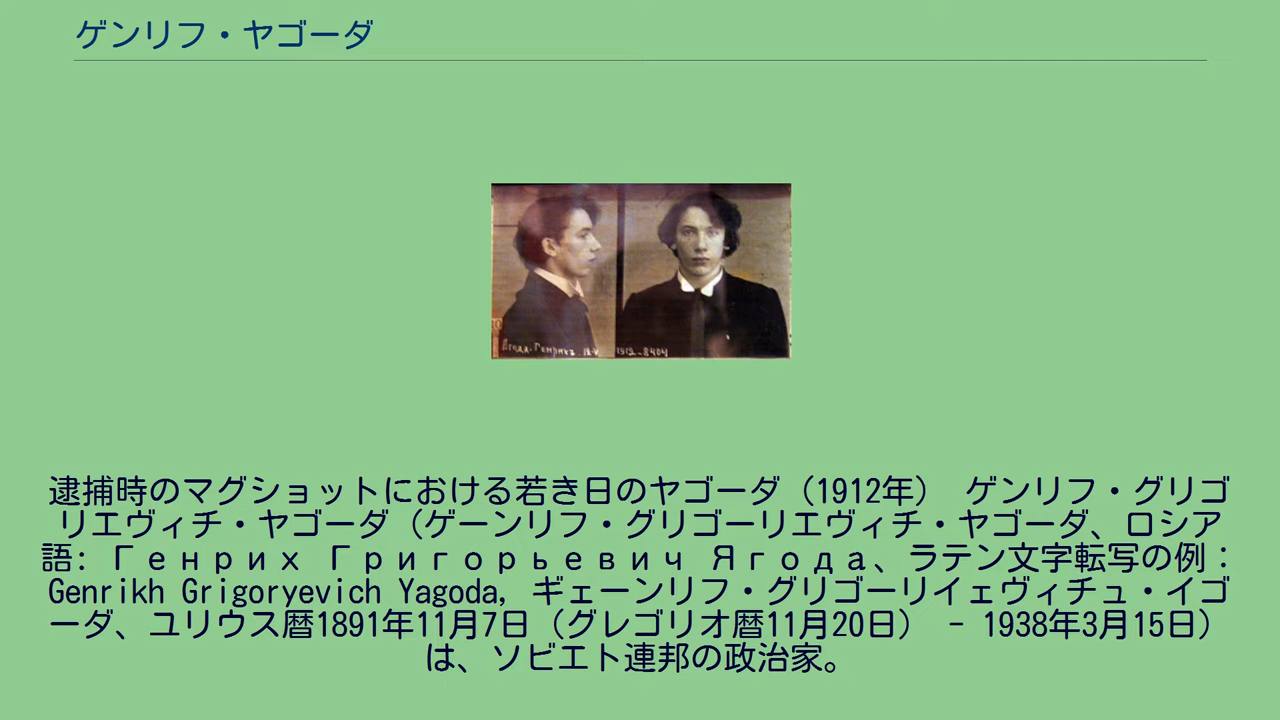 ゲンリフ・ヤゴーダ
Ягода-Генрихъ
1912-8404
逮捕時のマグショットにおける若き日のヤゴーダ（1912年） ゲンリフ・グリゴ
リエヴィチ・ヤゴーダ（ゲーンリフ・グリゴーリエヴィチ・ヤゴーダ、ロシア
語: Генрих Григорьевич Ягода、ラテン文字転写の例：
Genrikh Grigoryevich Yagoda, ギェーンリフ・グリゴーリイェヴィチュ・イゴ
ーダ、ユリウス暦1891年11月7日（グレゴリオ暦11月20日） - 1938年3月15日）
は、ソビエト連邦の政治家。